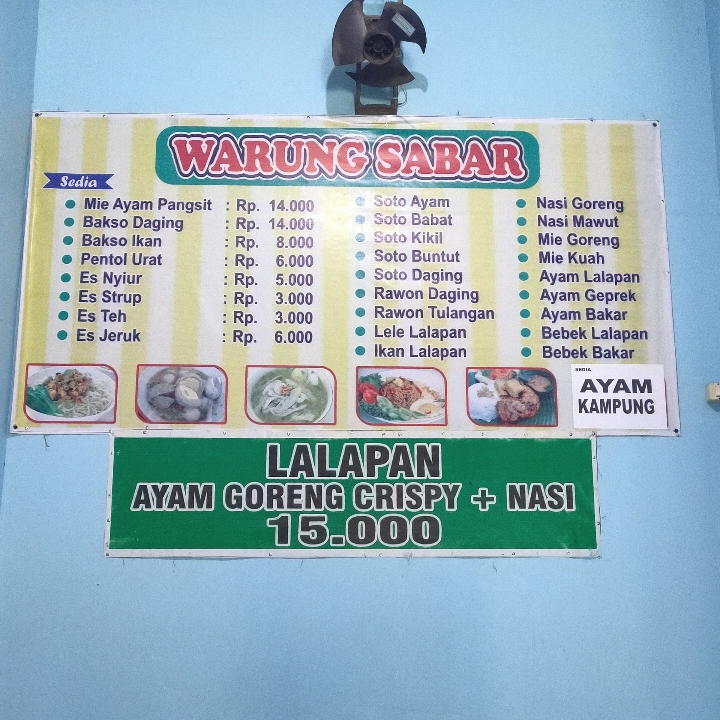 WARUNG SABAR
Sedia
Mie Ayam Pangsit : Rp. 14.000
Bakso Daging : Rp. 14.000
Bakso Ikan : Rp. 8.000
Pentol Urat : Rp. 6.000
Es Nyiur : Rp. 5.000
Es Strup : Rp. 3.000
Es Teh : Rp. 3.000
Es Jeruk : Rp. 6.000
Soto Ayam
Soto Babat
Soto Kikil
Soto Buntut
Soto Daging
Rawon Daging
Rawon Tulangan
Lele Lalapan
Ikan Lalapan
Nasi Goreng
Nasi Mawut
Mie Goreng
Mie Kuah
Ayam Lalapan
Ayam Geprek
Ayam Bakar
Bebek Lalapan
Bebek Bakar
SEDIA
AYAM
KAMPUNG
LALAPAN
AYAM GORENG CRISPY + NASI
15.000